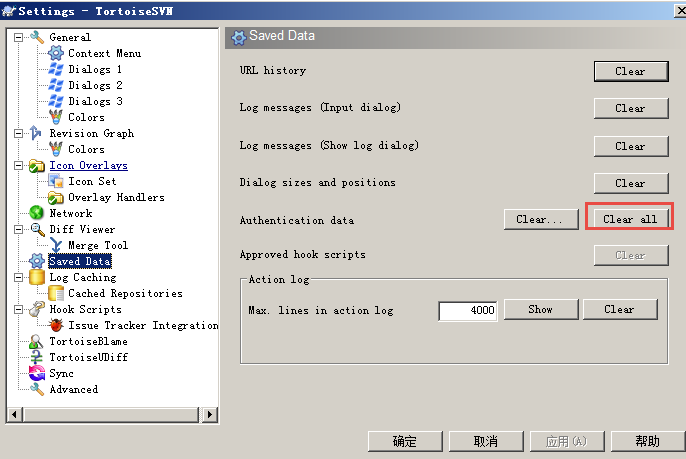 Settings - TortoiseSVN
General
Context Menu
Dialogs 1
Dialogs 2
Dialogs 3
Colors
Revision Graph
Colors
Icon Overlays
Icon Set
Overlay Handlers
Network
Diff Viewer
Merge Tool
Saved Data
Log Caching
Cached Repositories
Hook Scripts
Issue Tracker Integration
TortoiseBlame
TortoiseUDiff
Sync
Advanced
Saved Data
URL history Clear
Log messages (Input dialog) Clear
Log messages (Show log dialog) Clear
Dialog sizes and positions Clear
Authentication data Clear... Clear all
Approved hook scripts Clear
Action log
Max. lines in action log 4000 Show Clear
确定 取消 应用(A) 帮助